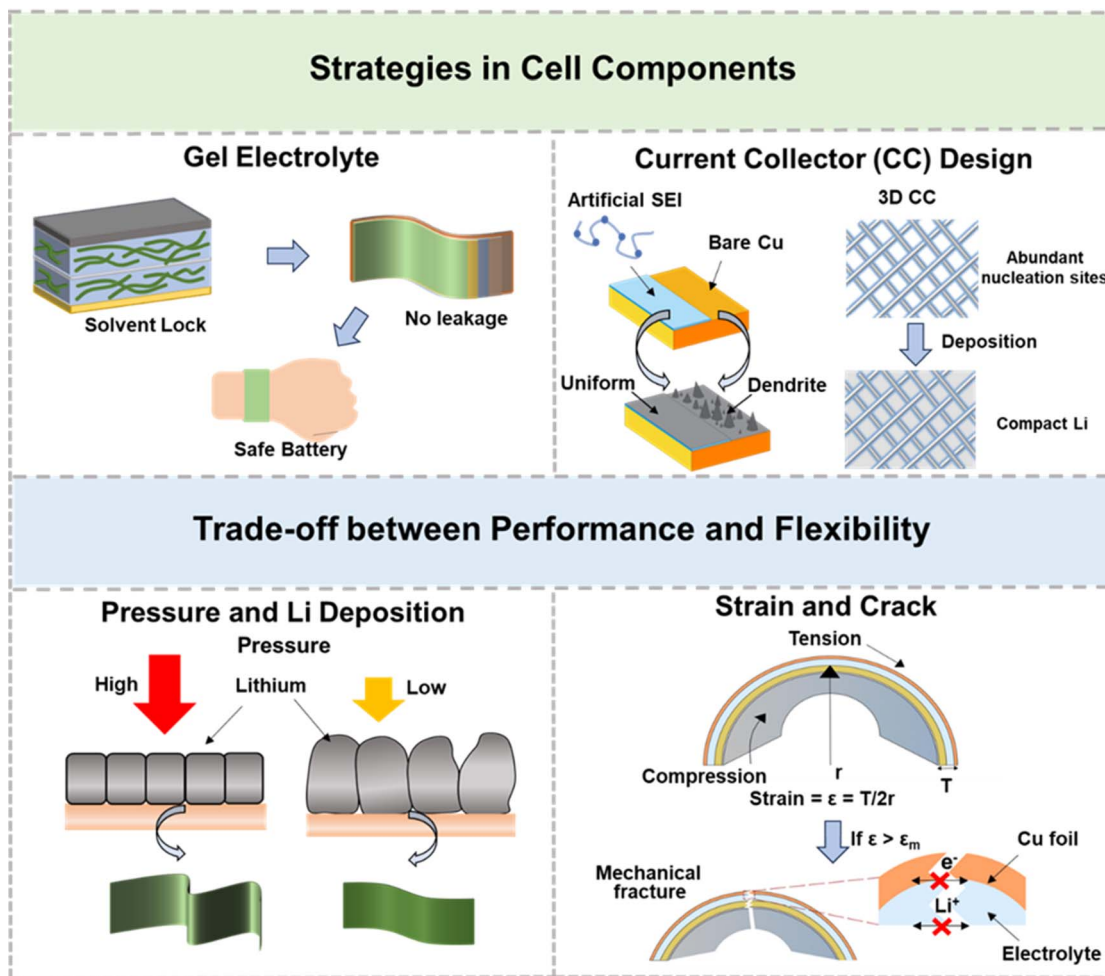 Strategies in Cell Components
Gel Electrolyte
Solvent Lock
No leakage
Safe Battery
Current Collector (CC) Design
Artificial SEI
Bare Cu
Uniform
Dendrite
3D CC
Abundant
nucleation sites
Deposition
Compact Li
Trade-off between Performance and Flexibility
Pressure and Li Deposition
Pressure
High
Lithium
Low
Strain and Crack
Tension
Compression
r
T
Strain = ε = T/2r
If ε > εₘ
Mechanical
fracture
e⁻
Cu foil
Li⁺
Electrolyte